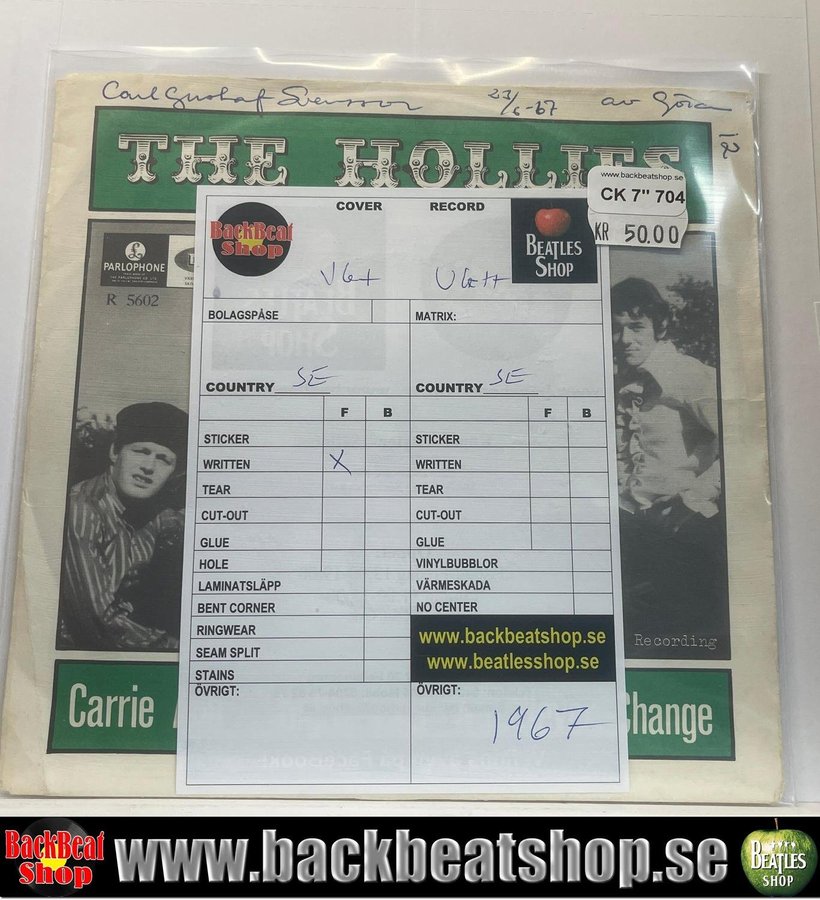 Carl Gustaf Svensson 23/6-67 av Göran
THE HOLLIES
www.backbeatshop.se
CK 7" 704
KR 50.00
PARLOPHONE
R 5602
BackBeat Shop
COVER
RECORD
BEATLES SHOP
VG+
VG++
BOLAGSPÅSE
MATRIX:
COUNTRY SE
COUNTRY SE
F B
F B
STICKER
STICKER
WRITTEN X
WRITTEN
TEAR
TEAR
CUT-OUT
CUT-OUT
GLUE
GLUE
HOLE
VINYLBUBBLOR
LAMINATSLÄPP
VÄRMESKADA
BENT CORNER
NO CENTER
RINGWEAR
SEAM SPLIT
STAINS
www.backbeatshop.se
www.beatlesshop.se
Recording
ÖVRIGT:
ÖVRIGT:
1967
Carrie
Change
BackBeat Shop
www.backbeatshop.se
BEATLES SHOP